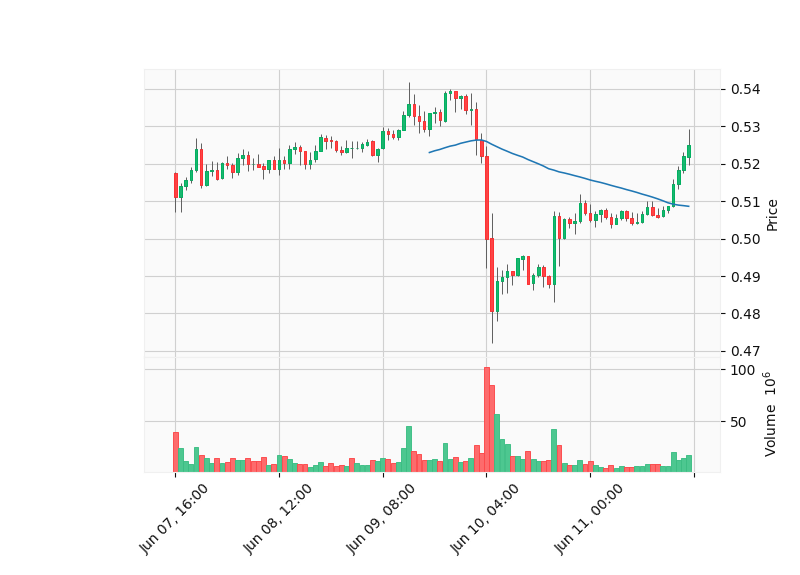 0.54
0.53
0.52
0.51
0.50
0.49
0.48
0.47
Price
100
50
Volume 10^6
Jun 07, 16:00
Jun 08, 12:00
Jun 09, 08:00
Jun 10, 04:00
Jun 11, 00:00